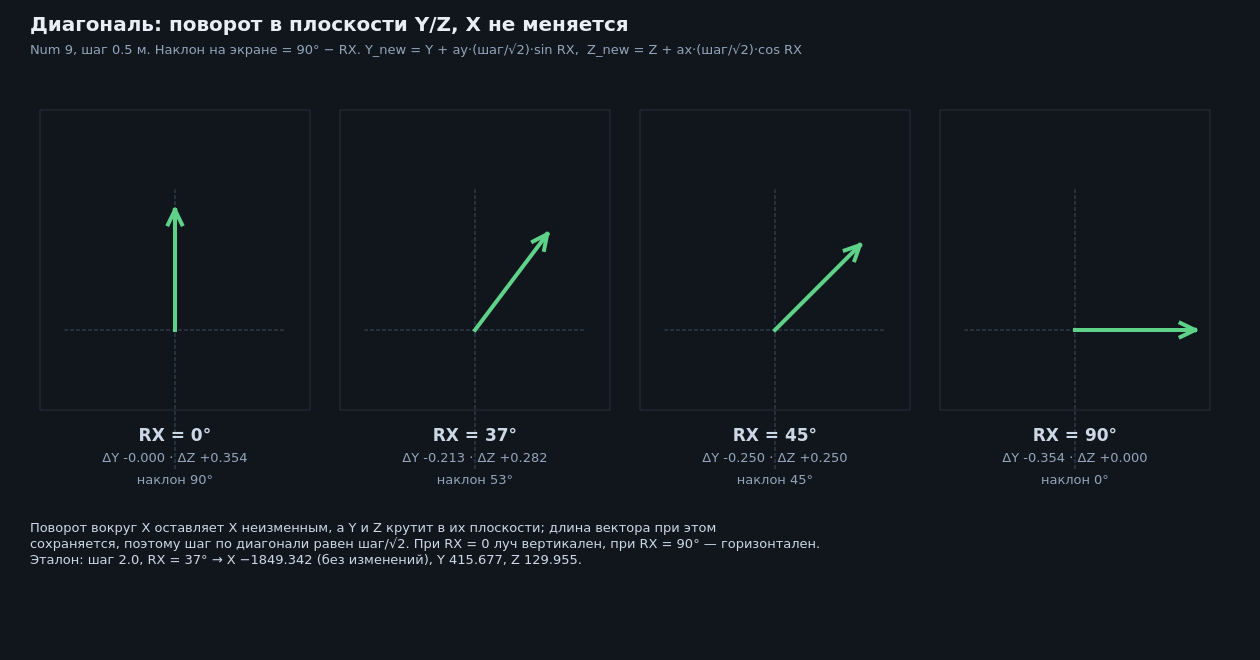 Диагональ: поворот в плоскости Y/Z, X не меняется
Num 9, шаг 0.5 м. Наклон на экране = 90° − RX. Y_new = Y + ay·(шаг/√2)·sin RX,  Z_new = Z + ax·(шаг/√2)·cos RX
RX = 0°
ΔY -0.000 · ΔZ +0.354
наклон 90°
RX = 37°
ΔY -0.213 · ΔZ +0.282
наклон 53°
RX = 45°
ΔY -0.250 · ΔZ +0.250
наклон 45°
RX = 90°
ΔY -0.354 · ΔZ +0.000
наклон 0°
Поворот вокруг X оставляет X неизменным, а Y и Z крутит в их плоскости; длина вектора при этом
сохраняется, поэтому шаг по диагонали равен шаг/√2. При RX = 0 луч вертикален, при RX = 90° — горизонтален.
Эталон: шаг 2.0, RX = 37° → X −1849.342 (без изменений), Y 415.677, Z 129.955.